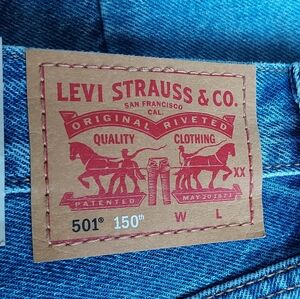 LEVI STRAUSS & CO.
SAN FRANCISCO
CAL.
ORIGINAL RIVETED
QUALITY CLOTHING
XX
PATENTED MAY 20 1873
501® 150th W L